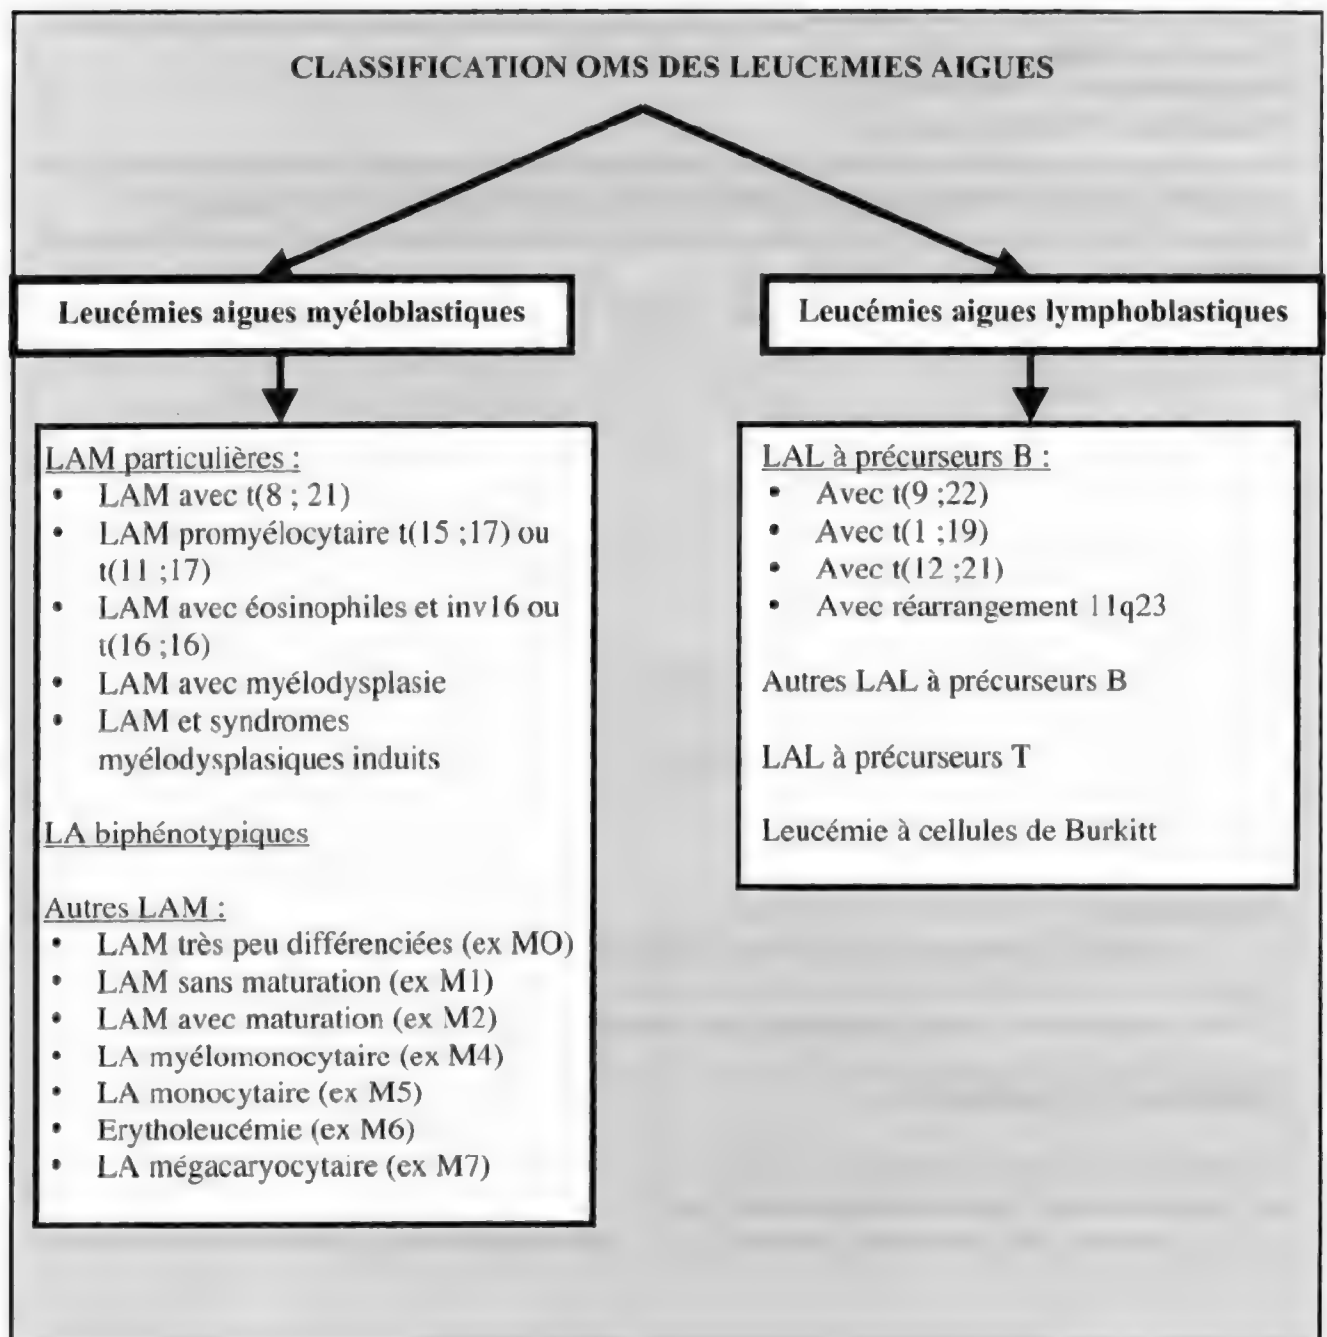 CLASSIFICATION OMS DES LEUCEMIES AIGUES
Leucémies aigues myéloblastiques
LAM particulières :
• LAM avec t(8 ; 21)
• LAM promyélocytaire t(15 ;17) ou
t(11 ;17)
• LAM avec éosinophiles et inv16 ou
t(16 ;16)
• LAM avec myélodysplasie
• LAM et syndromes
myélodysplasiques induits
LA biphénotypiques
Autres LAM :
• LAM très peu différenciées (ex MO)
• LAM sans maturation (ex M1)
• LAM avec maturation (ex M2)
• LA myélomonocytaire (ex M4)
• LA monocytaire (ex M5)
• Erytholeucémie (ex M6)
• LA mégacaryocytaire (ex M7)
Leucémies aigues lymphoblastiques
LAL à précurseurs B :
• Avec t(9 ;22)
• Avec t(1 ;19)
• Avec t(12 ;21)
• Avec réarrangement 11q23
Autres LAL à précurseurs B
LAL à précurseurs T
Leucémie à cellules de Burkitt